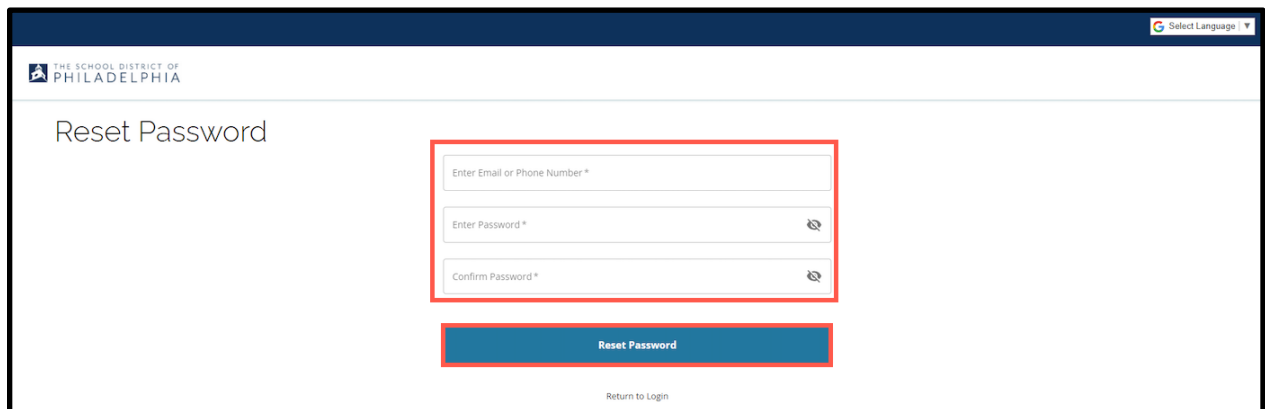 Select Language
THE SCHOOL DISTRICT OF
PHILADELPHIA
Reset Password
Enter Email or Phone Number *
Enter Password *
Confirm Password *
Reset Password
Return to Login